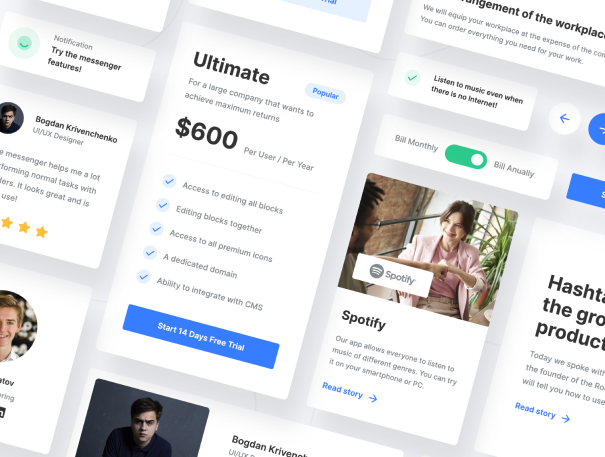 Trial
angement of the workplace
We will equip your workplace at the expense of the
You can order everything you need for your work.
Notification
Try the messenger
features!
Ultimate
Popular
For a large company that wants to
achieve maximum returns
$600
Per User / Per Year
Access to editing all blocks
Editing blocks together
Access to all premium icons
A dedicated domain
Ability to integrate with CMS
Start 14 Days Free Trial
Listen to music even when
there is no Internet!
Bill Monthly
Bill Anually
Bogdan Krivenchenko
UI/UX Designer
messenger helps me a lot
forming normal tasks with
ders. It looks great and is
use!
Spotify
Spotify
Our app allows everyone to listen to
music of different genres. You can try
it on your smartphone or PC.
Read story
Hashta
the gro
product
Today we spoke with
the founder of the Ro
will tell you how to use
Read story
atov
ering
Bogdan Krivenchenko
UI/UX D